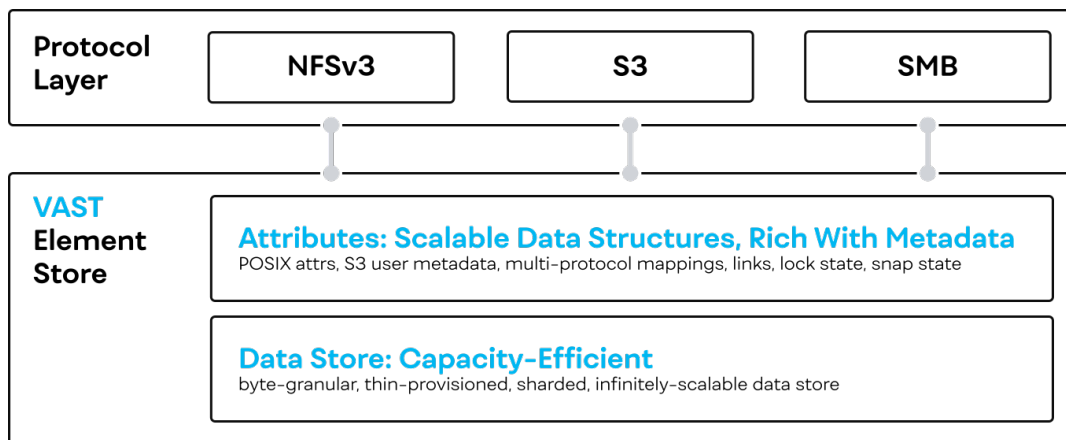 Protocol
Layer
NFSv3
S3
SMB
VAST
Element
Store
Attributes: Scalable Data Structures, Rich With Metadata
POSIX attrs, S3 user metadata, multi-protocol mappings, links, lock state, snap state
Data Store: Capacity-Efficient
byte-granular, thin-provisioned, sharded, infinitely-scalable data store